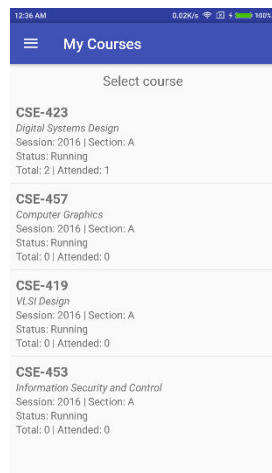 12:36 AM 0.02K/s 100%
My Courses
Select course
CSE-423
Digital Systems Design
Session: 2016 | Section: A
Status: Running
Total: 2 | Attended: 1
CSE-457
Computer Graphics
Session: 2016 | Section: A
Status: Running
Total: 0 | Attended: 0
CSE-419
VLSI Design
Session: 2016 | Section: A
Status: Running
Total: 0 | Attended: 0
CSE-453
Information Security and Control
Session: 2016 | Section: A
Status: Running
Total: 0 | Attended: 0